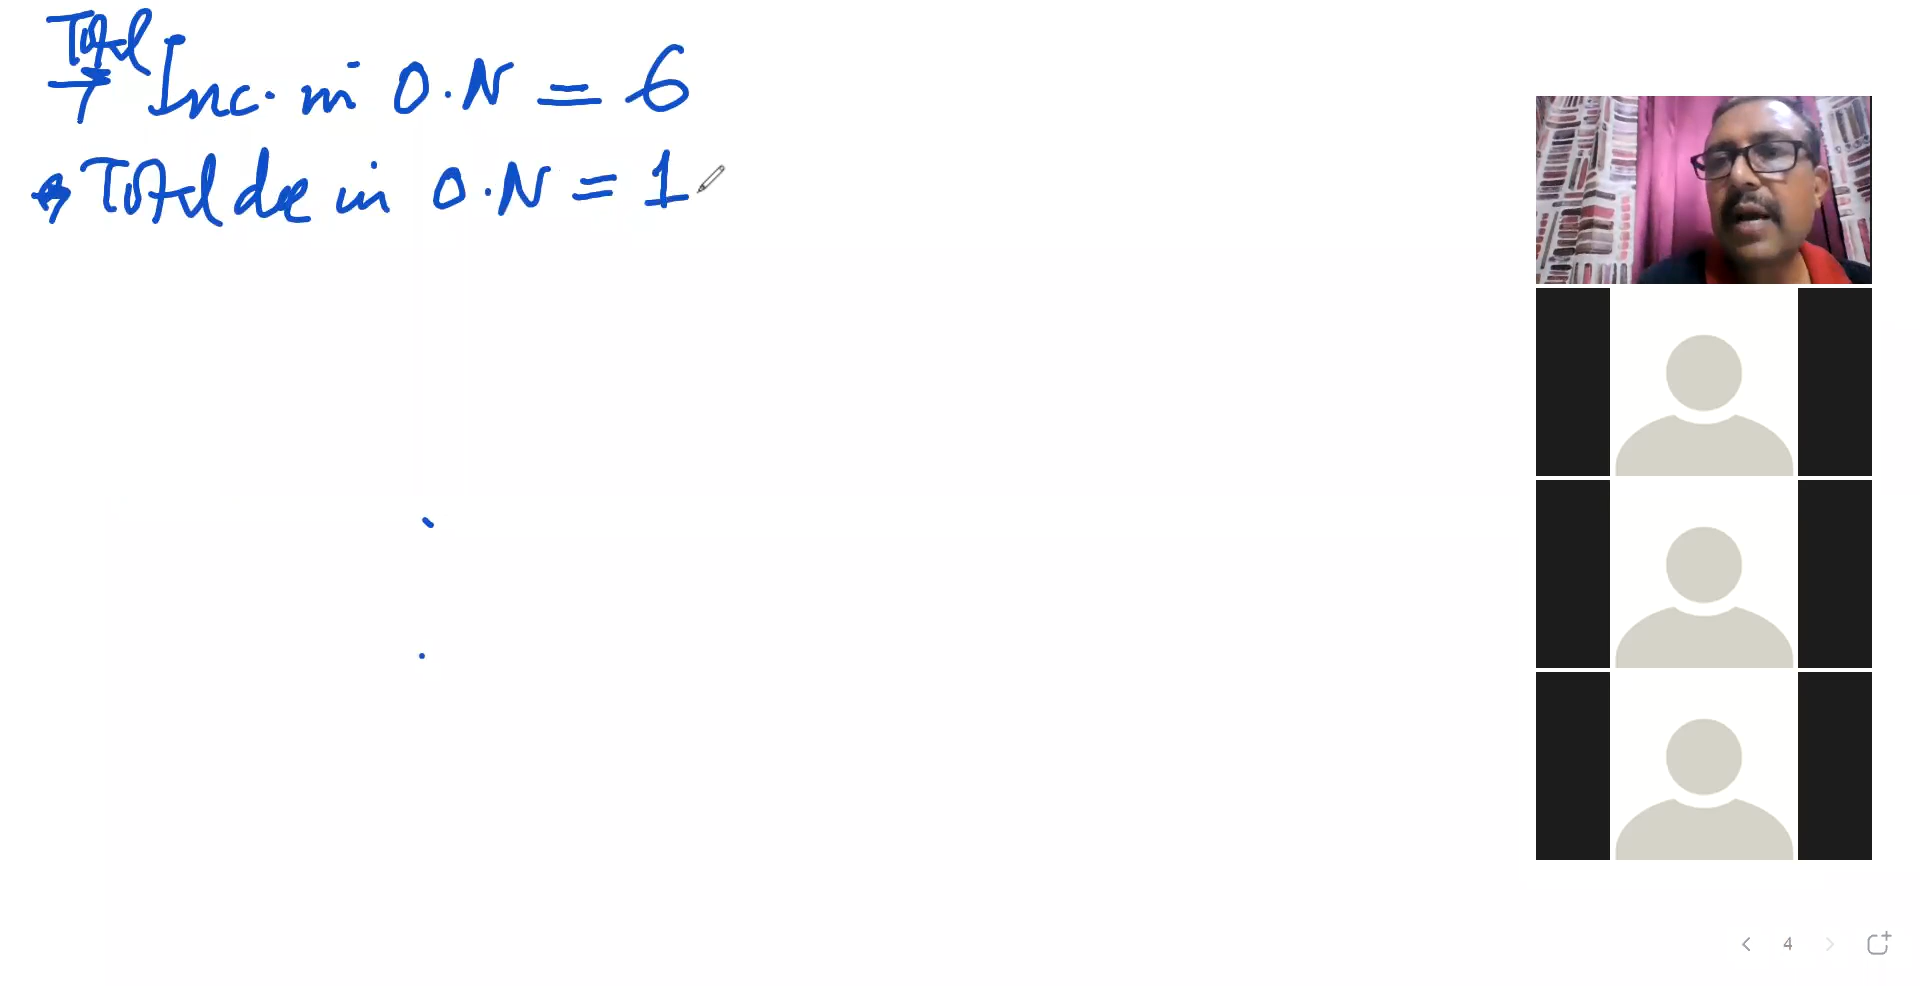 Total
→ Inc. in O.N = 6
→ Total de in O.N = 1
4